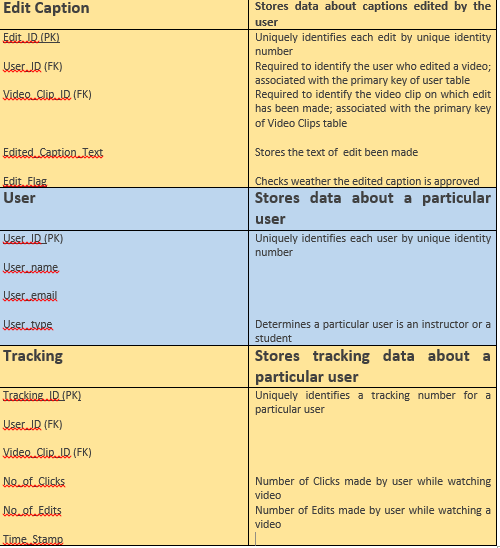 Edit Caption
Stores data about captions edited by the
user
Edit_ID (PK)
Uniquely identifies each edit by unique identity
number
User_ID (FK)
Required to identify the user who edited a video;
associated with the primary key of user table
Video_Clip_ID (FK)
Required to identify the video clip on which edit
has been made; associated with the primary key
of Video Clips table
Edited_Caption_Text
Stores the text of edit been made
Edit_Flag
Checks weather the edited caption is approved
User
Stores data about a particular
user
User_ID (PK)
Uniquely identifies each user by unique identity
number
User_name
User_email
User_type
Determines a particular user is an instructor or a
student
Tracking
Stores tracking data about a
particular user
Tracking_ID (PK)
Uniquely identifies a tracking number for a
particular user
User_ID (FK)
Video_Clip_ID (FK)
No_of_Clicks
Number of Clicks made by user while watching
video
No_of_Edits
Number of Edits made by user while watching a
video
Time_Stamp